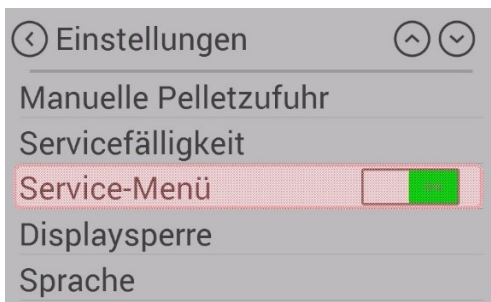 Einstellungen
Manuelle Pelletzufuhr
Servicefälligkeit
Service-Menü
Displaysperre
Sprache